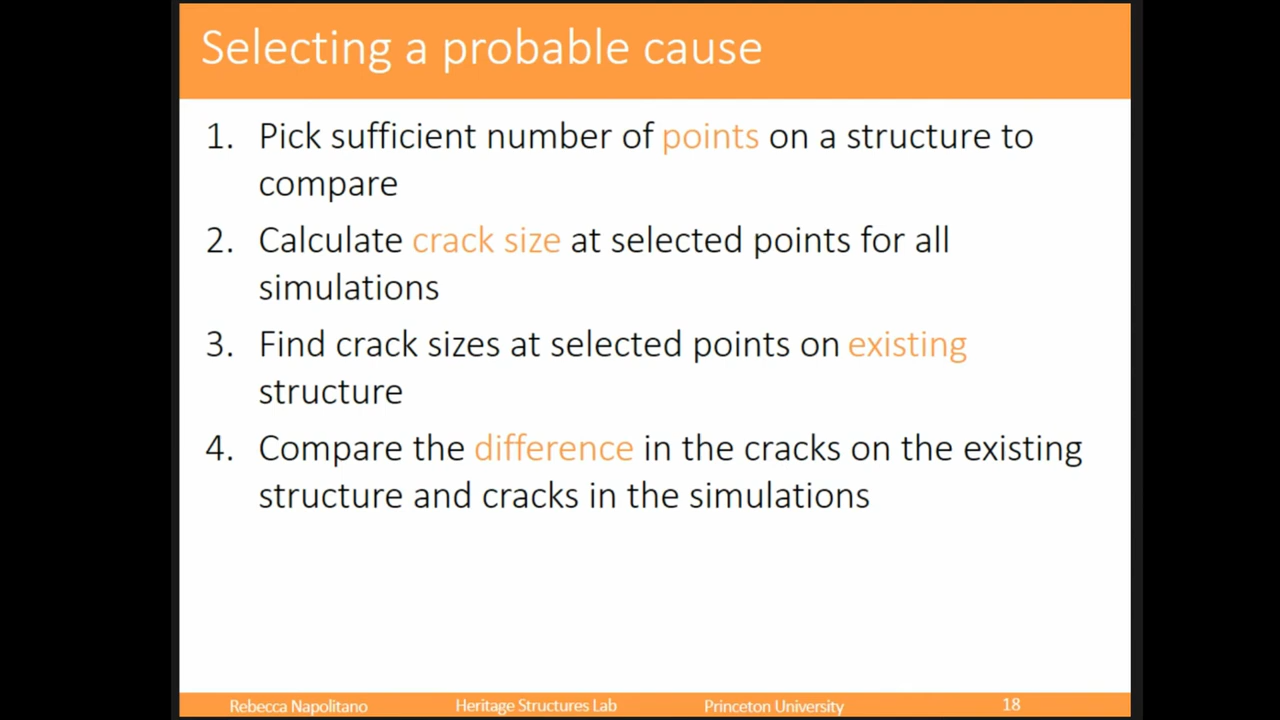 Selecting a probable cause
1. Pick sufficient number of points on a structure to
compare
2. Calculate crack size at selected points for all
simulations
3. Find crack sizes at selected points on existing
structure
4. Compare the difference in the cracks on the existing
structure and cracks in the simulations
Rebecca Napolitano Heritage Structures Lab Princeton University 18